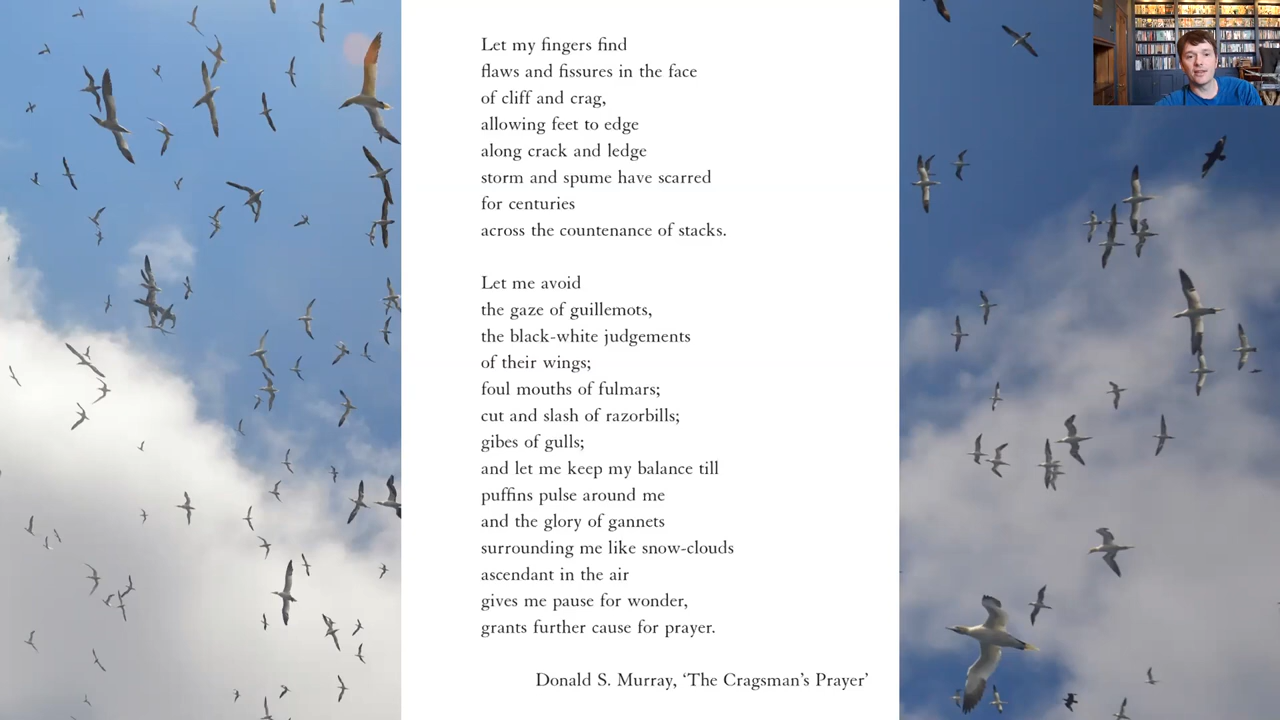 Let my fingers find
flaws and fissures in the face
of cliff and crag,
allowing feet to edge
along crack and ledge
storm and spume have scarred
for centuries
across the countenance of stacks.
Let me avoid
the gaze of guillemots,
the black-white judgements
of their wings;
foul mouths of fulmars;
cut and slash of razorbills;
gibes of gulls;
and let me keep my balance till
puffins pulse around me
and the glory of gannets
surrounding me like snow-clouds
ascendant in the air
gives me pause for wonder,
grants further cause for prayer.
Donald S. Murray, ‘The Cragsman’s Prayer’